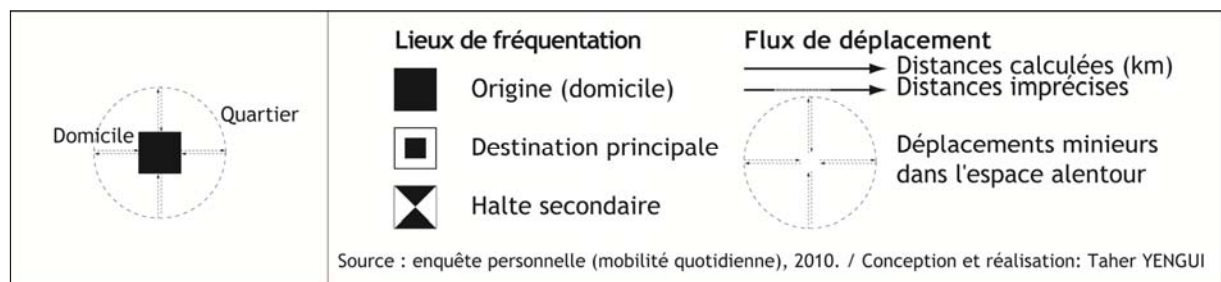 Quartier
Domicile
Lieux de fréquentation
Origine (domicile)
Destination principale
Halte secondaire
Flux de déplacement
Distances calculées (km)
Distances imprécises
Déplacements minieurs
dans l'espace alentour
Source : enquête personnelle (mobilité quotidienne), 2010. / Conception et réalisation: Taher YENGUI